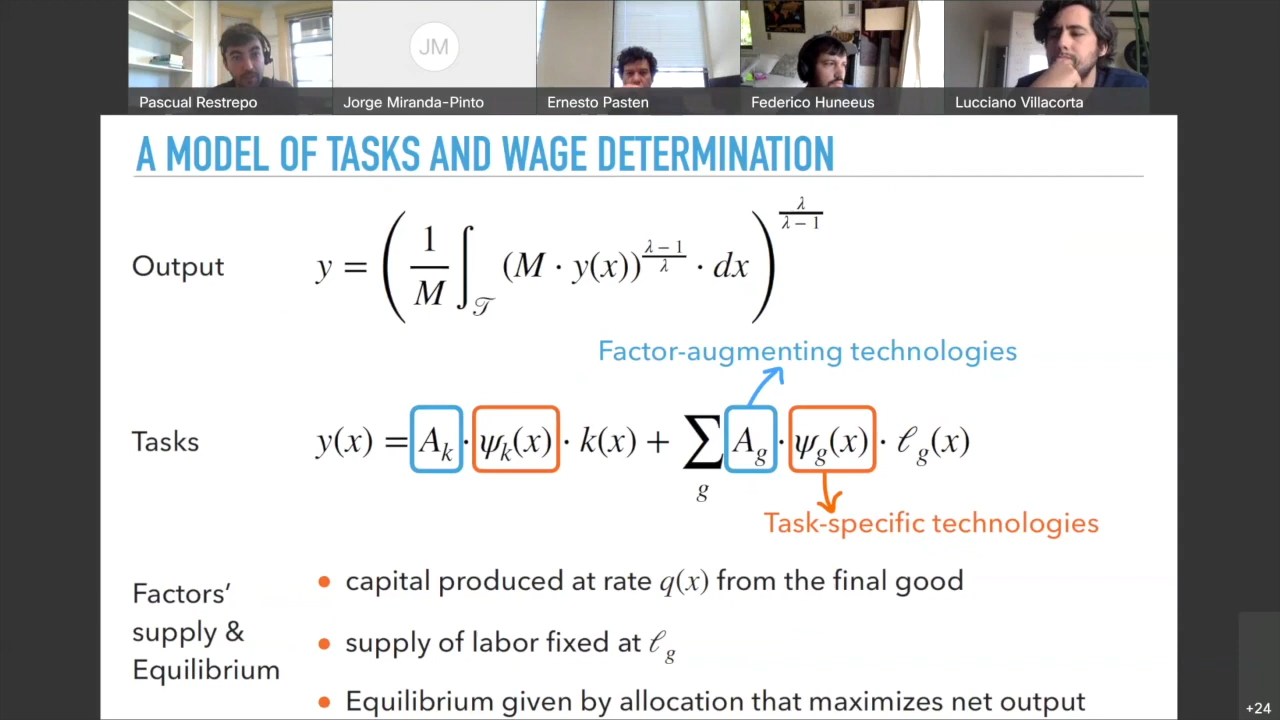 Pascual Restrepo
JM
Jorge Miranda-Pinto
Ernesto Pasten
Federico Huneeus
Lucciano Villacorta
A MODEL OF TASKS AND WAGE DETERMINATION
Output y = ( 1/M ∫_𝒯 (M · y(x))^{(λ − 1)/λ} · dx )^{λ/(λ − 1)}
Factor-augmenting technologies
Tasks y(x) = A_k · ψ_k(x) · k(x) + ∑_g A_g · ψ_g(x) · ℓ_g(x)
Task-specific technologies
Factors’
supply &
Equilibrium
• capital produced at rate q(x) from the final good
• supply of labor fixed at ℓ_g
• Equilibrium given by allocation that maximizes net output
+24